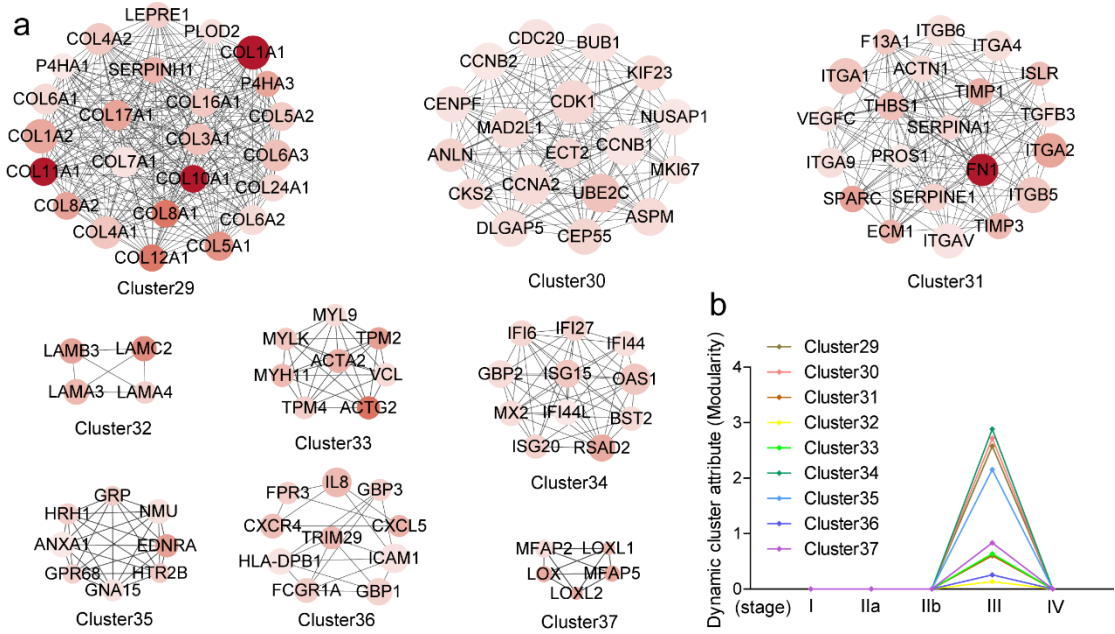 a
LEPRE1
COL4A2
PLOD2
COL1A1
P4HA1
SERPINH1
P4HA3
COL6A1
COL17A1
COL16A1
COL5A2
COL1A2
COL3A1
COL6A3
COL11A1
COL7A1
COL10A1
COL24A1
COL8A2
COL8A1
COL6A2
COL4A1
COL5A1
COL12A1
Cluster29
CDC20
BUB1
CCNB2
KIF23
CENPF
CDK1
NUSAP1
MAD2L1
ANLN
ECT2
CCNB1
MKI67
CKS2
CCNA2
UBE2C
DLGAP5
ASPM
CEP55
Cluster30
ITGB6
F13A1
ITGA4
ITGA1
ACTN1
ISLR
THBS1
TIMP1
VEGFC
SERPINA1
TGFB3
ITGA9
PROS1
FN1
ITGA2
SPARC
SERPINE1
ITGB5
ECM1
TIMP3
ITGAV
Cluster31
LAMB3
LAMC2
LAMA3
LAMA4
Cluster32
MYL9
MYLK
TPM2
ACTA2
MYH11
VCL
TPM4
ACTG2
Cluster33
IFI27
IFI6
IFI44
GBP2
ISG15
OAS1
MX2
IFI44L
BST2
ISG20
RSAD2
Cluster34
GRP
HRH1
NMU
ANXA1
EDNRA
GPR68
HTR2B
GNA15
Cluster35
IL8
FPR3
GBP3
CXCR4
CXCL5
TRIM29
HLA-DPB1
ICAM1
FCGR1A
GBP1
Cluster36
MFAP2
LOXL1
LOX
MFAP5
LOXL2
Cluster37
b
Dynamic cluster attribute (Modularity)
4
3
2
1
0
Cluster29
Cluster30
Cluster31
Cluster32
Cluster33
Cluster34
Cluster35
Cluster36
Cluster37
(stage) I IIa IIb III IV